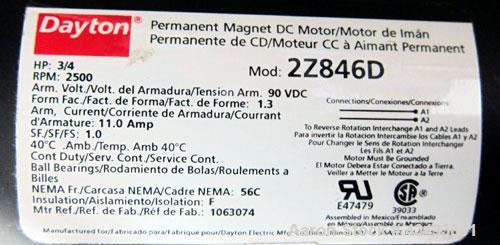 Dayton
Permanent Magnet DC Motor/Motor de Imán
Permanente de CD/Moteur CC à Aimant Permanent
HP: 3/4
RPM: 2500
Mod: 2Z846D
Arm. Volt./Volt. del Armadura/Tension Arm. 90 VDC
Form Fac./Fact. de Forma/Fact. de Forme: 1.3
Arm, Current/Corriente de Armadura/Courrant
d'Armature: 11.0 Amp
SF/SF/FS: 1.0
40°C .Amb./Temp. Amb 40°C
Cont Duty/Serv. Cont./Service Cont.
Ball Bearings/Rodamiento de Bolas/Roulements a
Billes
NEMA Fr./Carcasa NEMA/Cadre NEMA: 56C
Insulation/Aislamiento/Isolation: F
Mtr Ref./Ref. de Fab./Réf de Fab.: 1063074
Connections/Conexiones/Connexions
A1
A2
To Reverse Rotation Interchange A1 and A2 Leads
Para invertir la Rotacion Intercambie los Cables A1 Y A2
Pour Changer le Sens de Rotation Interchangez
Les Fils A1 et A2
Motor Must Be Grounded
El Motor Debera Estar Conectado a Tierra.
Veiller a Metter le Moteur a la Terre
E47479
39033
Assembled in Mexico/Ensamblado en Mexico
Assemblé au Mexique
Manufactured for/Fabricado para/Fabriqué pour Dayton Electric Mfg.